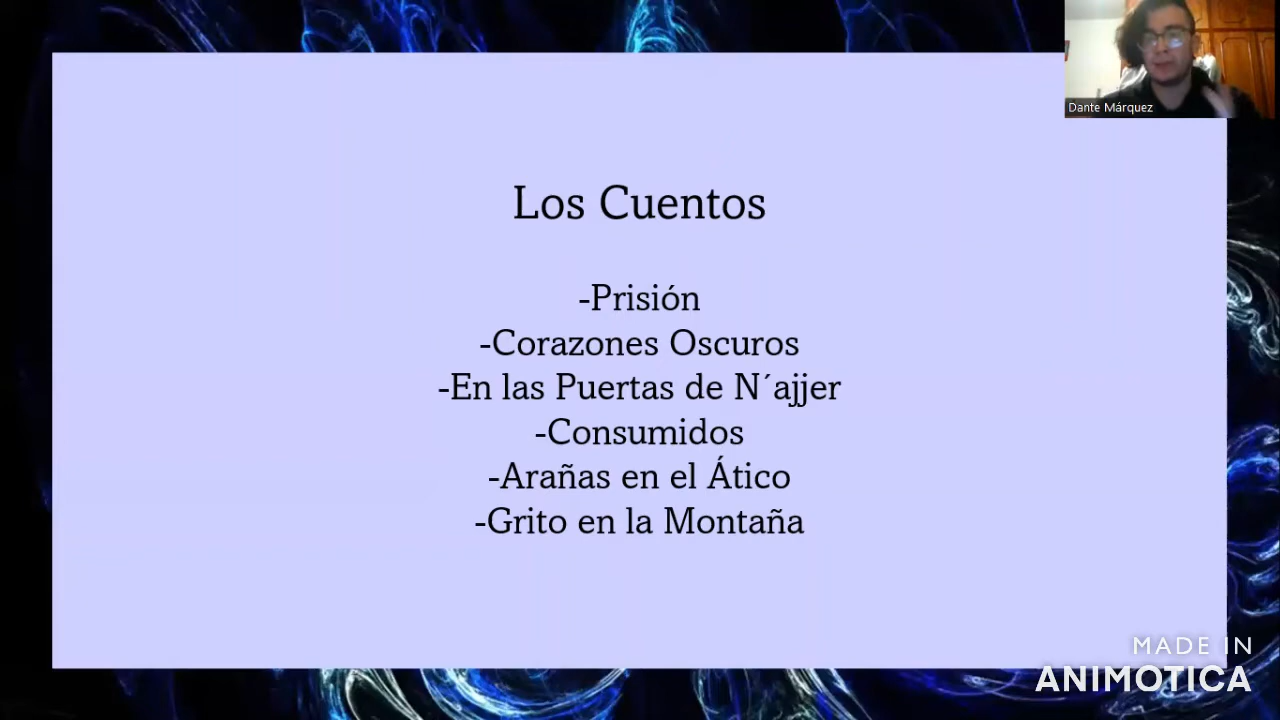 Dante Márquez
Los Cuentos
-Prisión
-Corazones Oscuros
-En las Puertas de N´ajjer
-Consumidos
-Arañas en el Ático
-Grito en la Montaña
MADE IN
ANIMOTICA